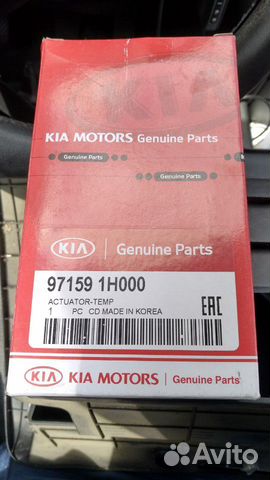 KIA
KIA MOTORS Genuine Parts
Genuine Parts
Genuine Parts
KIA Genuine Parts
97159 1H000
ACTUATOR-TEMP
1 PC CD MADE IN KOREA
EAC
KIA KIA MOTORS Genuine Parts
Avito